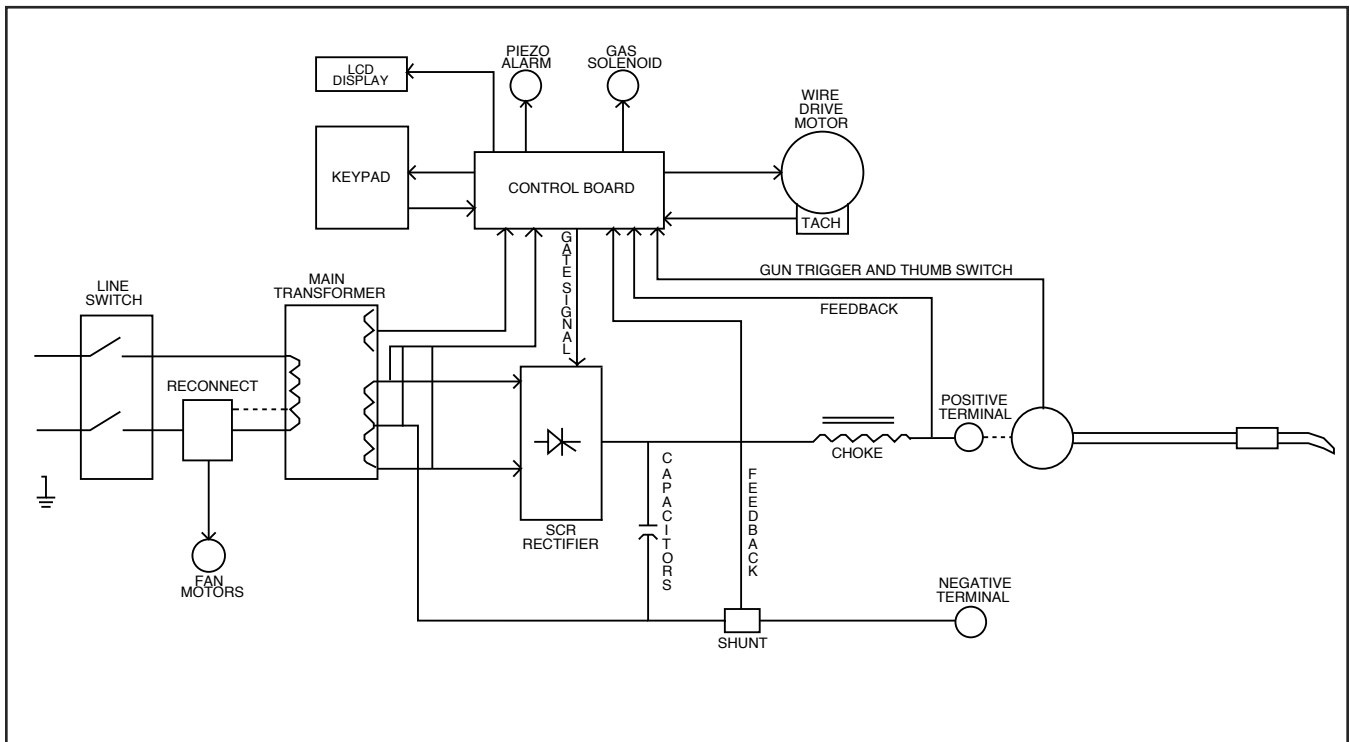 PIEZO
ALARM
GAS
SOLENOID
LCD
DISPLAY
WIRE
DRIVE
MOTOR
KEYPAD
CONTROL BOARD
TACH
GATE SIGNAL
GUN TRIGGER AND THUMB SWITCH
FEEDBACK
LINE
SWITCH
MAIN
TRANSFORMER
RECONNECT
POSITIVE
TERMINAL
CHOKE
CAPACITORS
FEEDBACK
SCR
RECTIFIER
FAN
MOTORS
NEGATIVE
TERMINAL
SHUNT